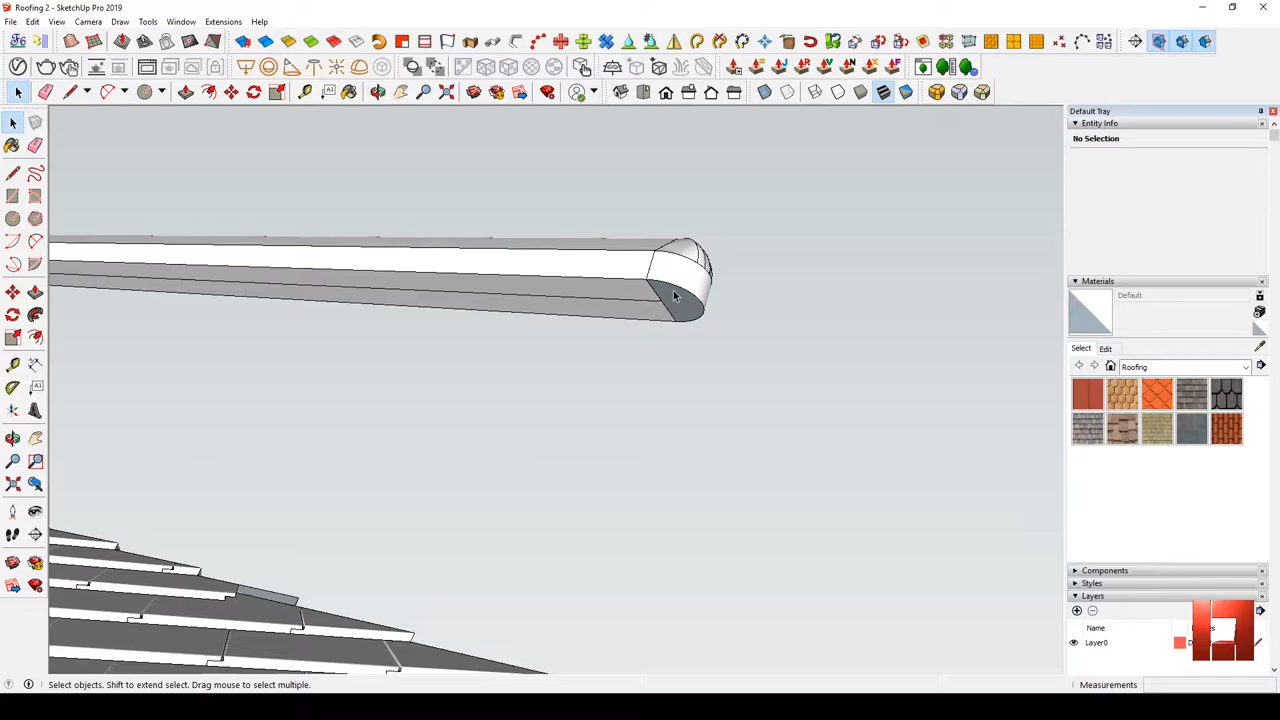 Roofing 2 - SketchUp Pro 2019
File Edit View Camera Draw Tools Window Extensions Help
Default Tray
Entity Info
No Selection
Materials
Default
Select Edit
Roofing
Components
Styles
Layers
Name
Layer0
Select objects. Shift to extend select. Drag mouse to select multiple.
Measurements